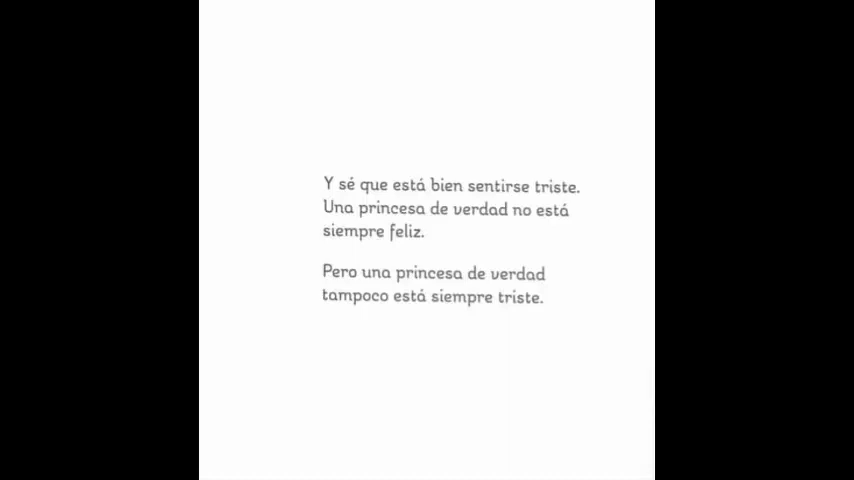 Y sé que está bien sentirse triste.
Una princesa de verdad no está
siempre feliz.
Pero una princesa de verdad
tampoco está siempre triste.